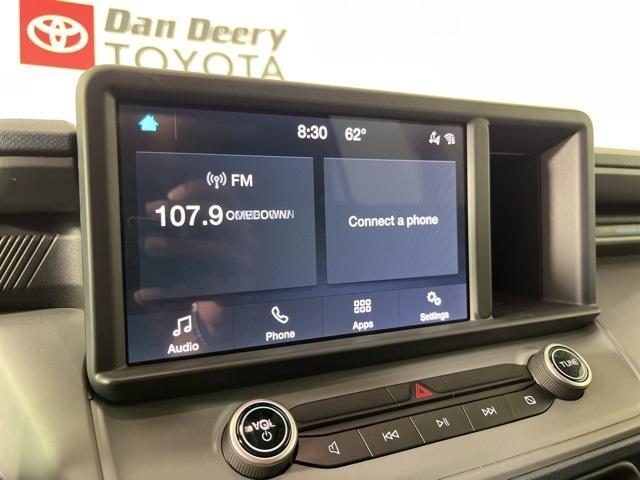 Dan Deery
TOYOTA
8:30 62°
FM
107.9
Connect a phone
Audio
Phone
Apps
Settings
VOL
TUNE